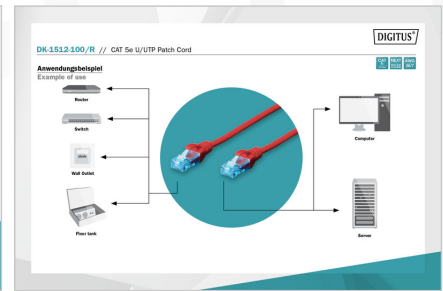 DIGITUS®
DK-1512-100/R // CAT 5e U/UTP Patch Cord
Anwendungsbeispiel
Example of use
Router
Switch
Wall Outlet
Floor tank
Computer
Server